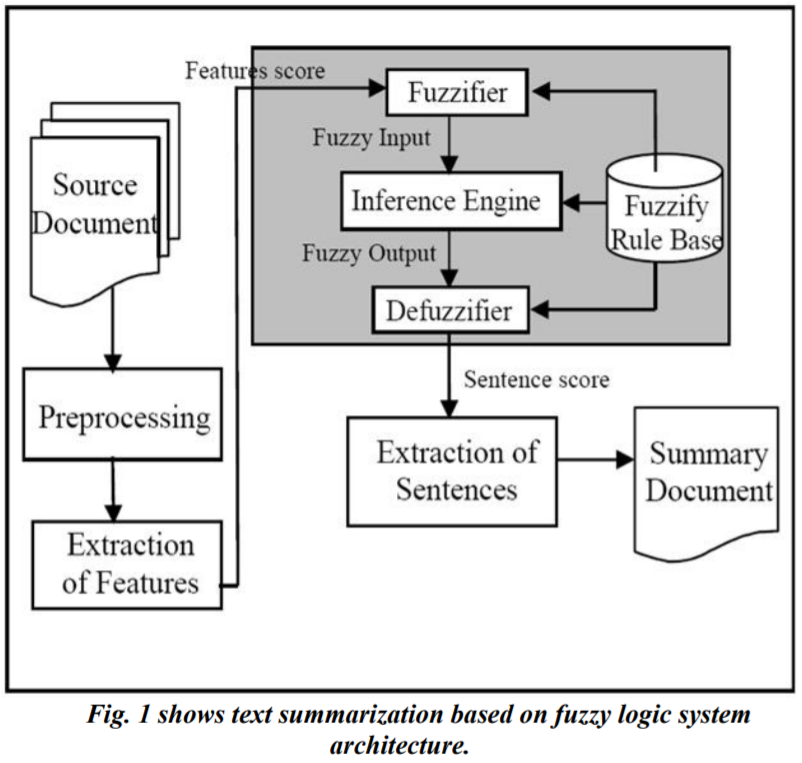 Features score
Fuzzifier
Fuzzy Input
Source
Document
Inference Engine
Fuzzify
Rule Base
Fuzzy Output
Defuzzifier
Sentence score
Preprocessing
Extraction of
Sentences
Summary
Document
Extraction
of Features
Fig. 1 shows text summarization based on fuzzy logic system
architecture.